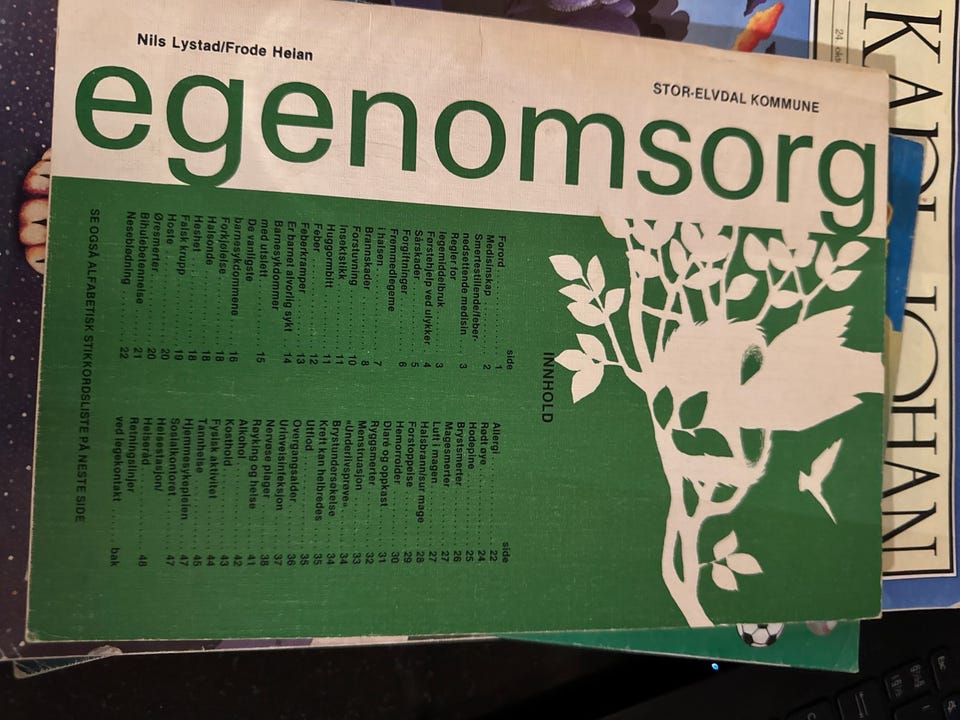 Nils Lystad/Frode Heian
STOR-ELVDAL KOMMUNE
egenomsorg
INNHOLD
side
Forord 1
Medisinskap 2
Smertestillende/feber-
nedsettende medisin 3
Regler for
legemiddelbruk 3
Førstehjelp ved ulykker 4
Sårskader 5
Forgiftninger 6
Fremmedlegeme
i halsen 7
Brannskader 8
Forstuvning 10
Insektstikk 11
Huggormbitt 11
Feber 12
Feberkramper 13
Er barnet alvorlig sykt 14
Barnesykdommer
med utslett 15
De vanligste
barnesykdommene 16
Forkjølelse 18
Halsonde 18
Heshet 18
Falsk krupp 19
Hoste 20
Øresmerter 20
Bihulebetennelse 21
Neseblødning 22
side
Allergi 22
Rødt øye 24
Hodepine 25
Brystsmerter 26
Magesmerter 27
Luft i magen 27
Halsbrann/sur mage 28
Forstoppelse 29
Hemoroider 30
Diaré og oppkast 31
Ryggsmerter 32
Menstruasjon 33
«Underlivsprøve» 34
Brystundersøkelse 34
Kreft kan helbredes 35
Utflod 35
Overgangsalder 36
Urinveisinfeksjon 37
Nervøse plager 38
Røyking og helse 41
Alkohol 42
Kosthold 43
Fysisk aktivitet 44
Tannhelse 45
Hjemmesykepleien 47
Sosialkontoret 47
Helsestasjon/
Helseråd 48
Retningslinjer
ved legekontakt bak
SE OGSÅ ALFABETISK STIKKORDSLISTE PÅ NESTE SIDE
KARL JOHAN
Esc